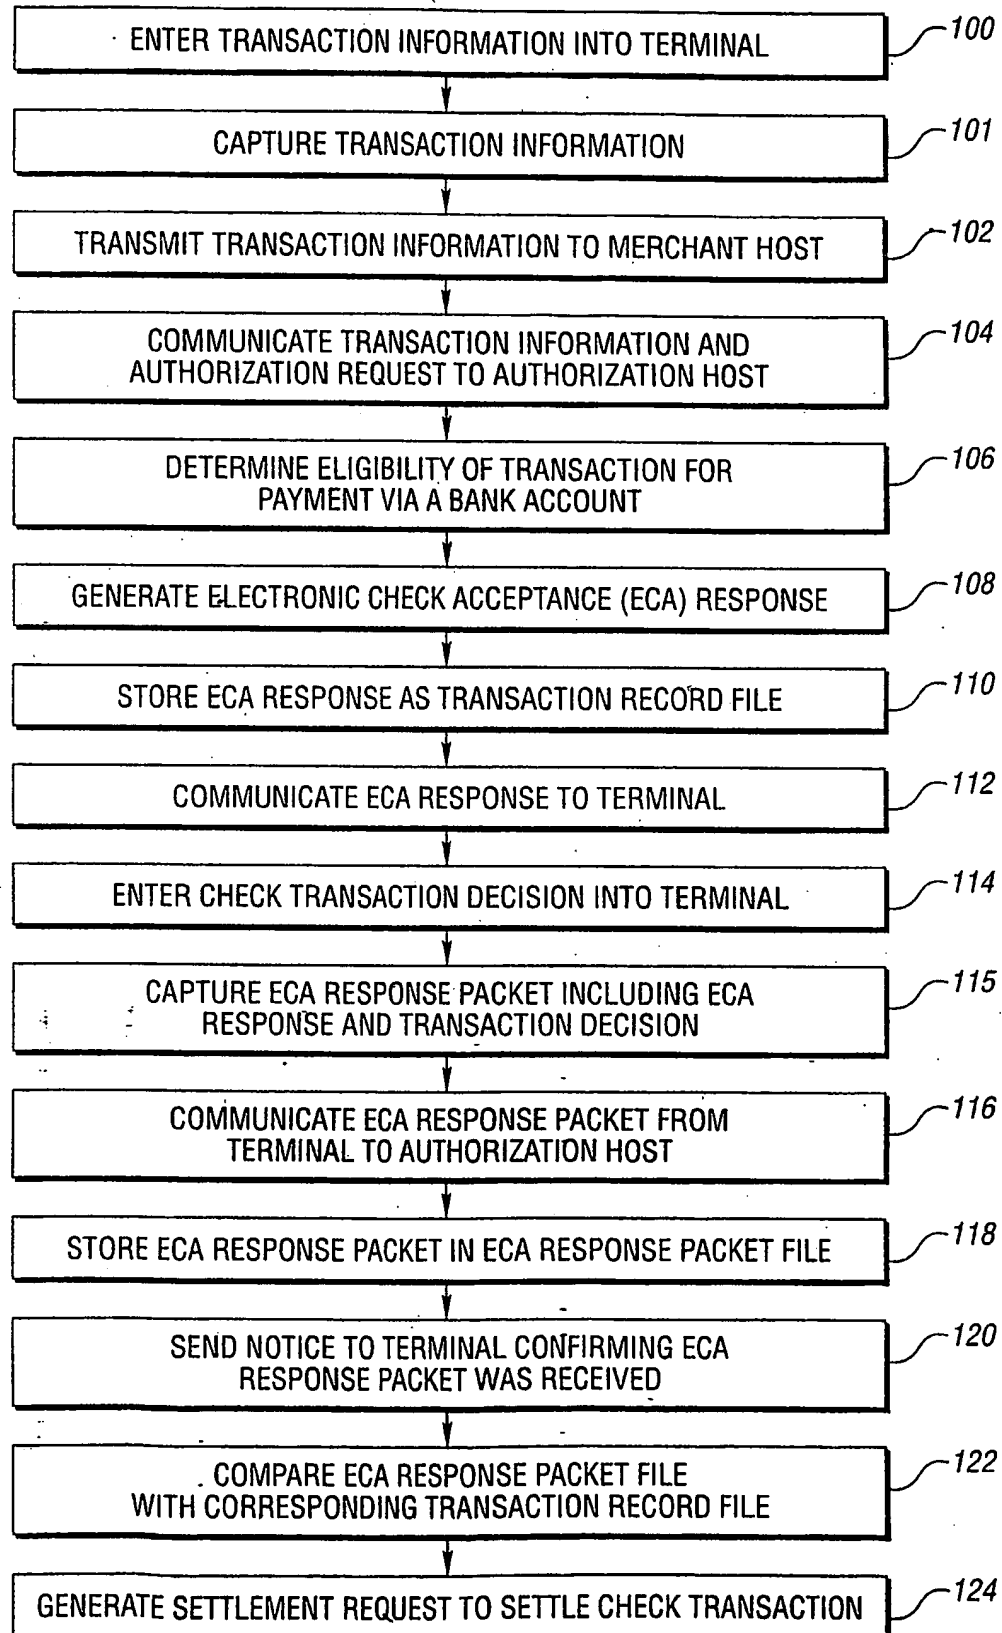 ENTER TRANSACTION INFORMATION INTO TERMINAL
100
CAPTURE TRANSACTION INFORMATION
101
TRANSMIT TRANSACTION INFORMATION TO MERCHANT HOST
102
COMMUNICATE TRANSACTION INFORMATION AND
AUTHORIZATION REQUEST TO AUTHORIZATION HOST
104
DETERMINE ELIGIBILITY OF TRANSACTION FOR
PAYMENT VIA A BANK ACCOUNT
106
GENERATE ELECTRONIC CHECK ACCEPTANCE (ECA) RESPONSE
108
STORE ECA RESPONSE AS TRANSACTION RECORD FILE
110
COMMUNICATE ECA RESPONSE TO TERMINAL
112
ENTER CHECK TRANSACTION DECISION INTO TERMINAL
114
CAPTURE ECA RESPONSE PACKET INCLUDING ECA
RESPONSE AND TRANSACTION DECISION
115
COMMUNICATE ECA RESPONSE PACKET FROM
TERMINAL TO AUTHORIZATION HOST
116
STORE ECA RESPONSE PACKET IN ECA RESPONSE PACKET FILE
118
SEND NOTICE TO TERMINAL CONFIRMING ECA
RESPONSE PACKET WAS RECEIVED
120
COMPARE ECA RESPONSE PACKET FILE
WITH CORRESPONDING TRANSACTION RECORD FILE
122
GENERATE SETTLEMENT REQUEST TO SETTLE CHECK TRANSACTION
124